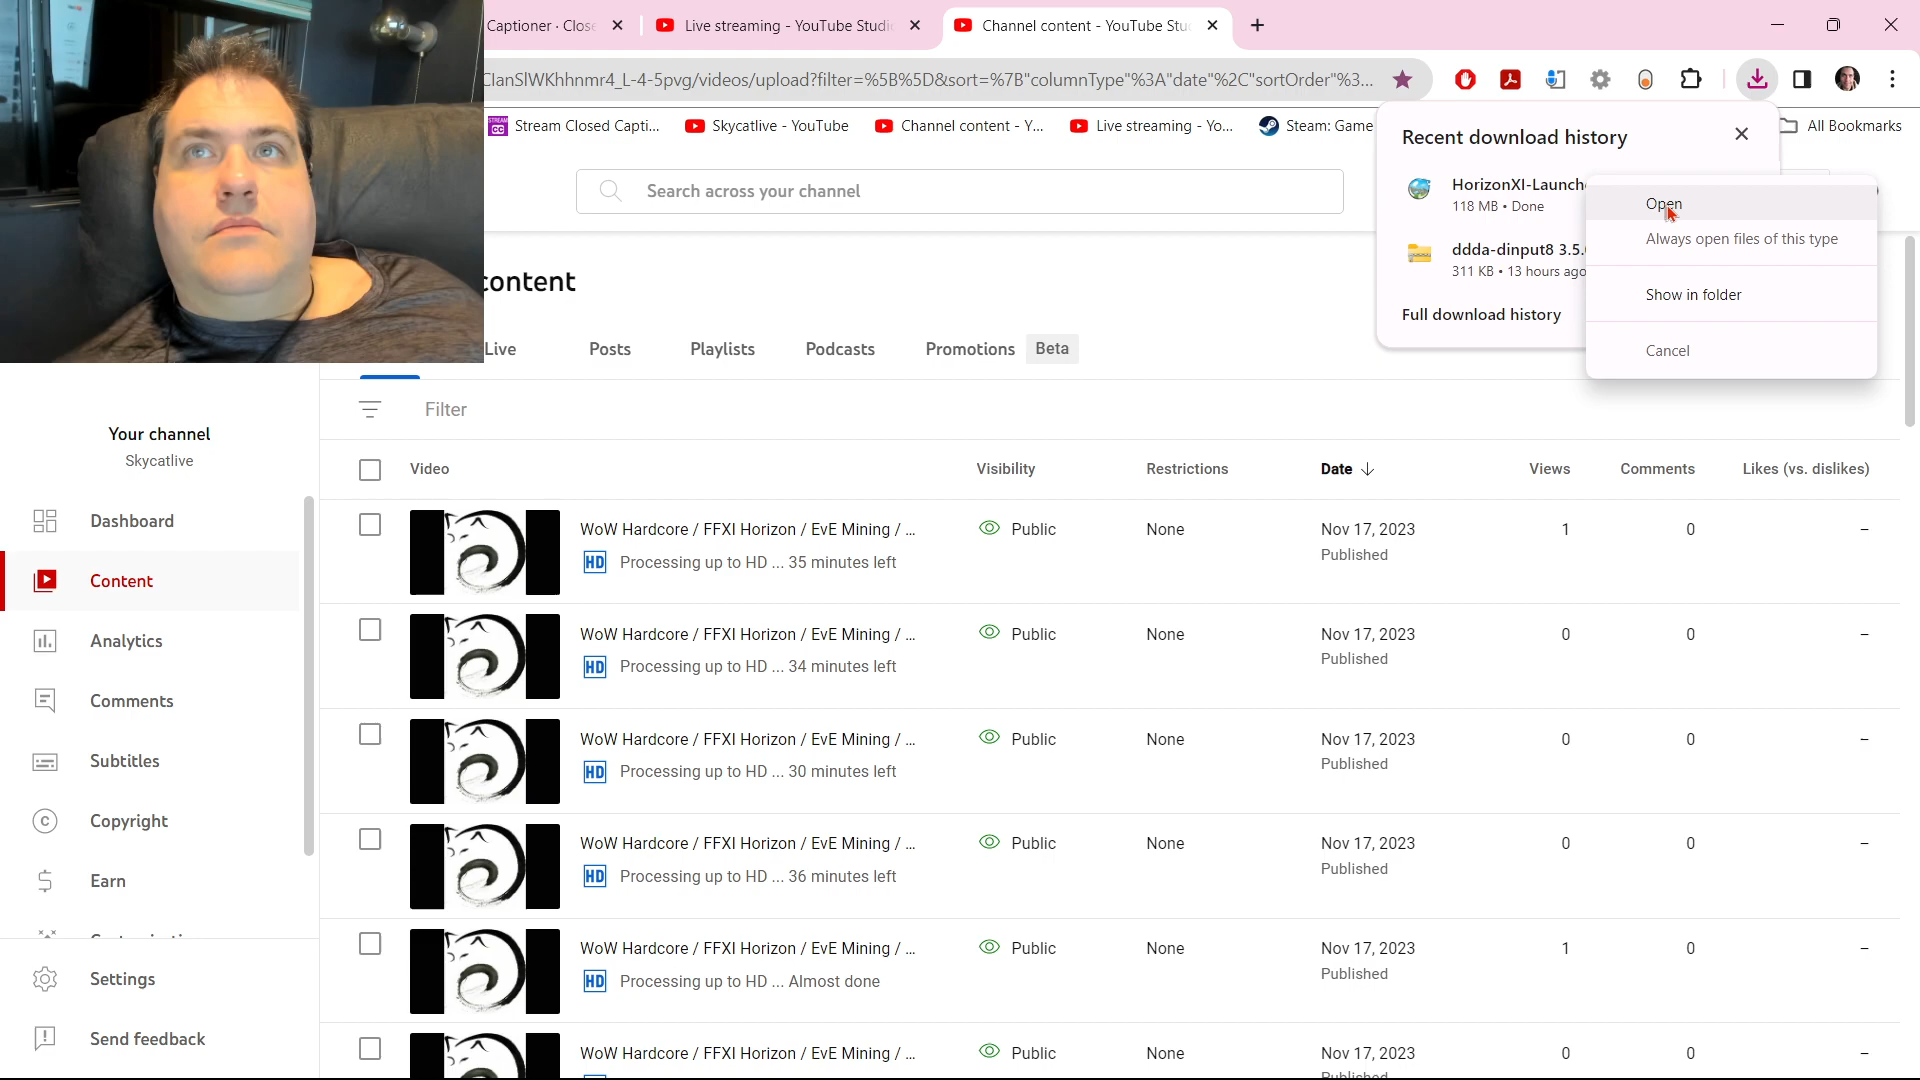 Captioner · Close
Live streaming - YouTube Studi
Channel content - YouTube Stu
CIanSlWKhhnmr4_L-4-5pvg/videos/upload?filter=%5B%5D&sort=%7B"columnType"%3A"date"%2C"sortOrder"%3...
STREAM CC
Stream Closed Capti...
Skycatlive - YouTube
Channel content - Y...
Live streaming - Yo...
Steam: Game
All Bookmarks
Recent download history
HorizonXI-Launch
118 MB • Done
ddda-dinput8 3.5.
311 KB • 13 hours ago
Full download history
Open
Always open files of this type
Show in folder
Cancel
Search across your channel
content
Live
Posts
Playlists
Podcasts
Promotions
Beta
Filter
Your channel
Skycatlive
Dashboard
Content
Analytics
Comments
Subtitles
Copyright
Earn
Settings
Send feedback
Video
Visibility
Restrictions
Date
Views
Comments
Likes (vs. dislikes)
WoW Hardcore / FFXI Horizon / EvE Mining / ...
HD Processing up to HD ... 35 minutes left
Public
None
Nov 17, 2023
Published
1
0
–
WoW Hardcore / FFXI Horizon / EvE Mining / ...
HD Processing up to HD ... 34 minutes left
Public
None
Nov 17, 2023
Published
0
0
–
WoW Hardcore / FFXI Horizon / EvE Mining / ...
HD Processing up to HD ... 30 minutes left
Public
None
Nov 17, 2023
Published
0
0
–
WoW Hardcore / FFXI Horizon / EvE Mining / ...
HD Processing up to HD ... 36 minutes left
Public
None
Nov 17, 2023
Published
0
0
–
WoW Hardcore / FFXI Horizon / EvE Mining / ...
HD Processing up to HD ... Almost done
Public
None
Nov 17, 2023
Published
1
0
–
WoW Hardcore / FFXI Horizon / EvE Mining / ...
Public
None
Nov 17, 2023
Published
0
0
–